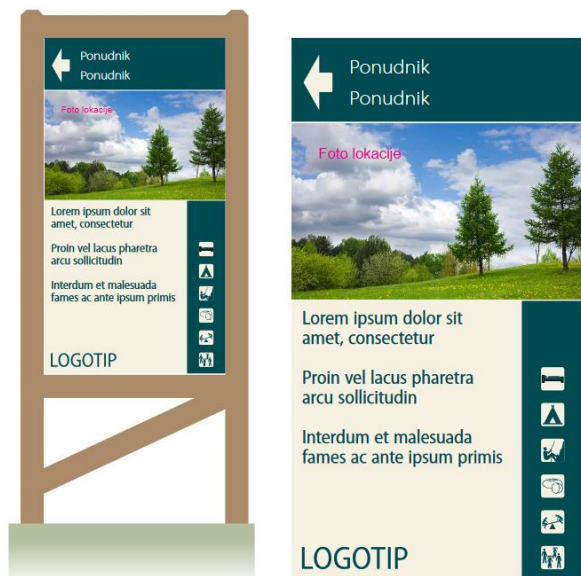 Ponudnik
Ponudnik
Foto lokacije
Lorem ipsum dolor sit
amet, consectetur
Proin vel lacus pharetra
arcu sollicitudin
Interdum et malesuada
fames ac ante ipsum primis
LOGOTIP
Ponudnik
Ponudnik
Foto lokacije
Lorem ipsum dolor sit
amet, consectetur
Proin vel lacus pharetra
arcu sollicitudin
Interdum et malesuada
fames ac ante ipsum primis
LOGOTIP